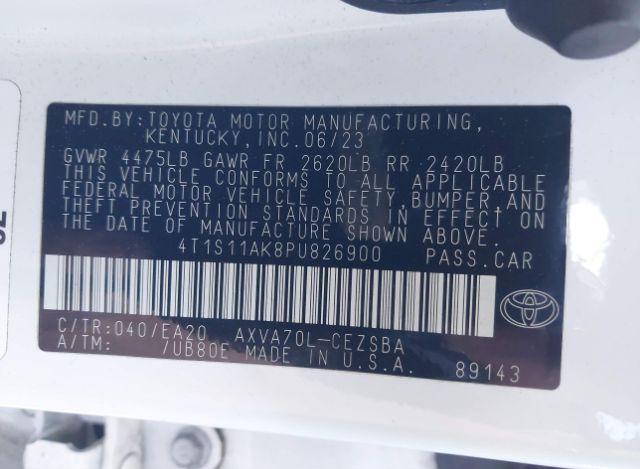 MFD.BY:TOYOTA MOTOR MANUFACTURING,
KENTUCKY,INC.06/23
GVWR 4475LB GAWR FR 2620LB RR 2420LB
THIS VEHICLE CONFORMS TO ALL APPLICABLE
FEDERAL MOTOR VEHICLE SAFETY,BUMPER,AND
THEFT PREVENTION STANDARDS IN EFFECT ON
THE DATE OF MANUFACTURE SHOWN ABOVE.
4T1S11AK8PU826900 PASS.CAR
C/TR:040/EA20 AXVA70L-CEZSBA
A/TM: /UB80E MADE IN U.S.A.
89143